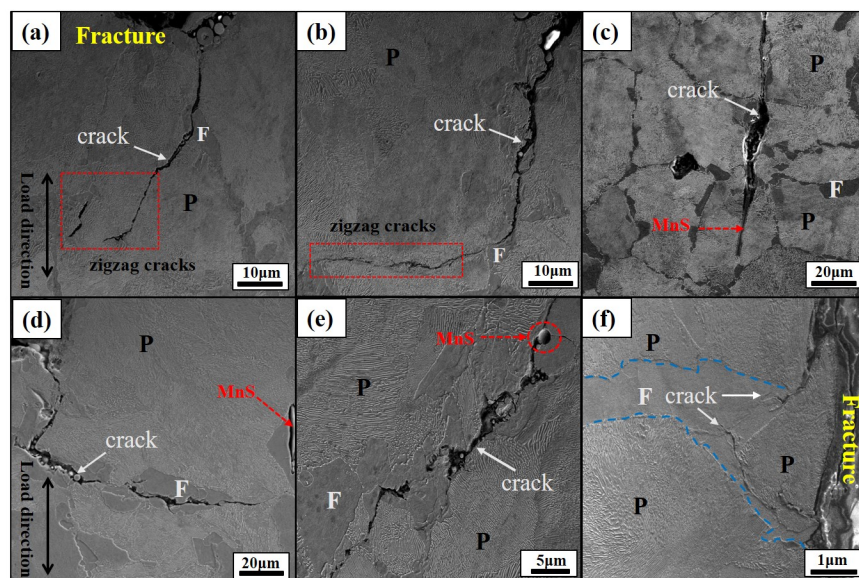 (a)
Fracture
crack
F
P
Load direction
zigzag cracks
10μm
(b)
P
crack
F
zigzag cracks
10μm
(c)
P
crack
F
MnS
P
20μm
(d)
P
MnS
crack
F
Load direction
20μm
(e)
MnS
P
crack
F
P
5μm
(f)
P
F
crack
P
P
Fracture
1μm